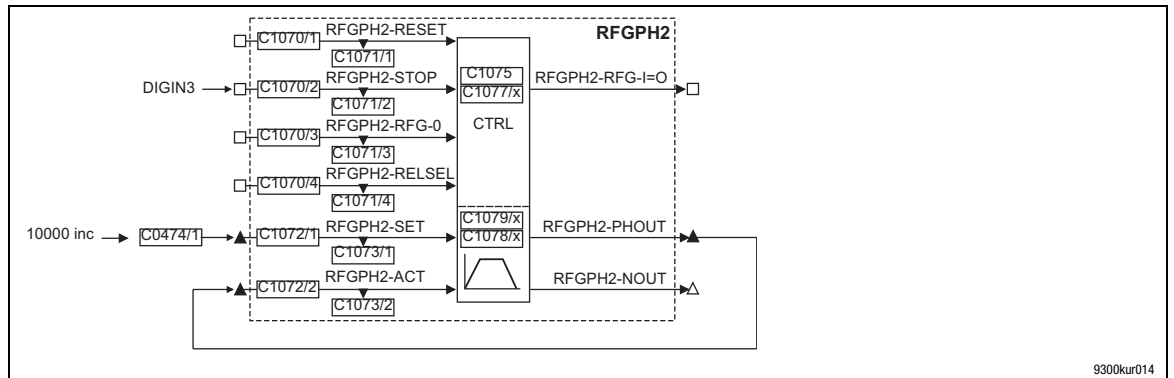 RFGPH2
C1070/1
RFGPH2-RESET
C1071/1
DIGIN3
C1070/2
RFGPH2-STOP
C1071/2
C1075
C1077/x
CTRL
RFGPH2-RFG-I=O
C1070/3
RFGPH2-RFG-0
C1071/3
C1070/4
RFGPH2-RELSEL
C1071/4
10000 inc
C0474/1
C1072/1
RFGPH2-SET
C1073/1
C1079/x
C1078/x
RFGPH2-PHOUT
C1072/2
RFGPH2-ACT
C1073/2
RFGPH2-NOUT
9300kur014